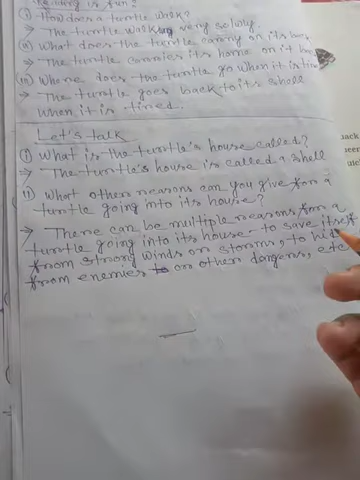 Reading is fun?
(i) How does a turtle walk?
→ The turtle walks very solwy.
(ii) What does the turtle carry on its back
→ The turtle carries its home on it
(iii) Where does the turtle go when it is tired
→ The turtle goes back to its shell
when it is tired.
Let's talk
(i) What is the turtle's house called?
→ The turtle's house is called a shell
(ii) What other reasons can you give for a
turtle going into its house?
→ There can be multiple reasons for a
turtle going into its house- to save itself
from strong winds or storms, to hide
from enemies or other dangers, etc